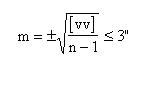 m = ±√([vv]/(n − 1)) ≤ 3"